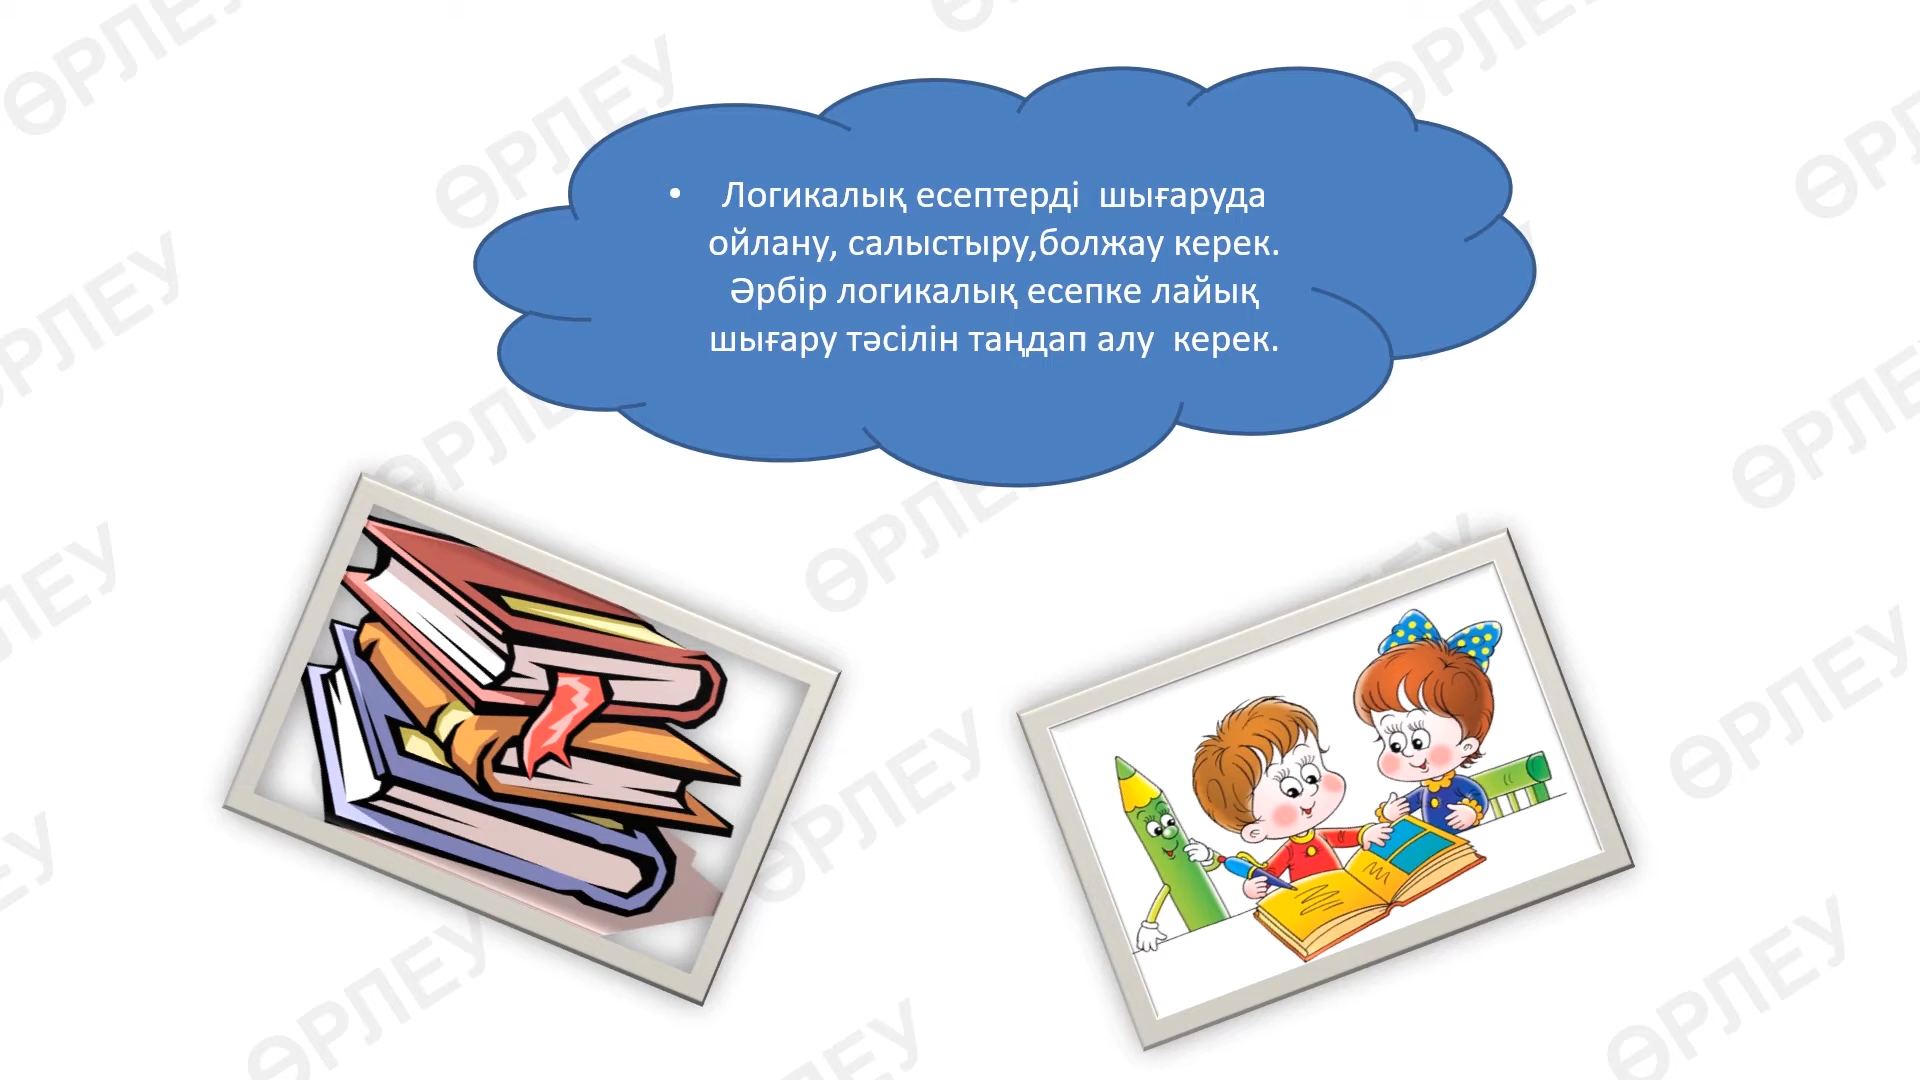 • Логикалық есептерді  шығаруда
ойлану, салыстыру,болжау керек.
Әрбір логикалық есепке лайық
шығару тәсілін таңдап алу  керек.
ӨРЛЕУ